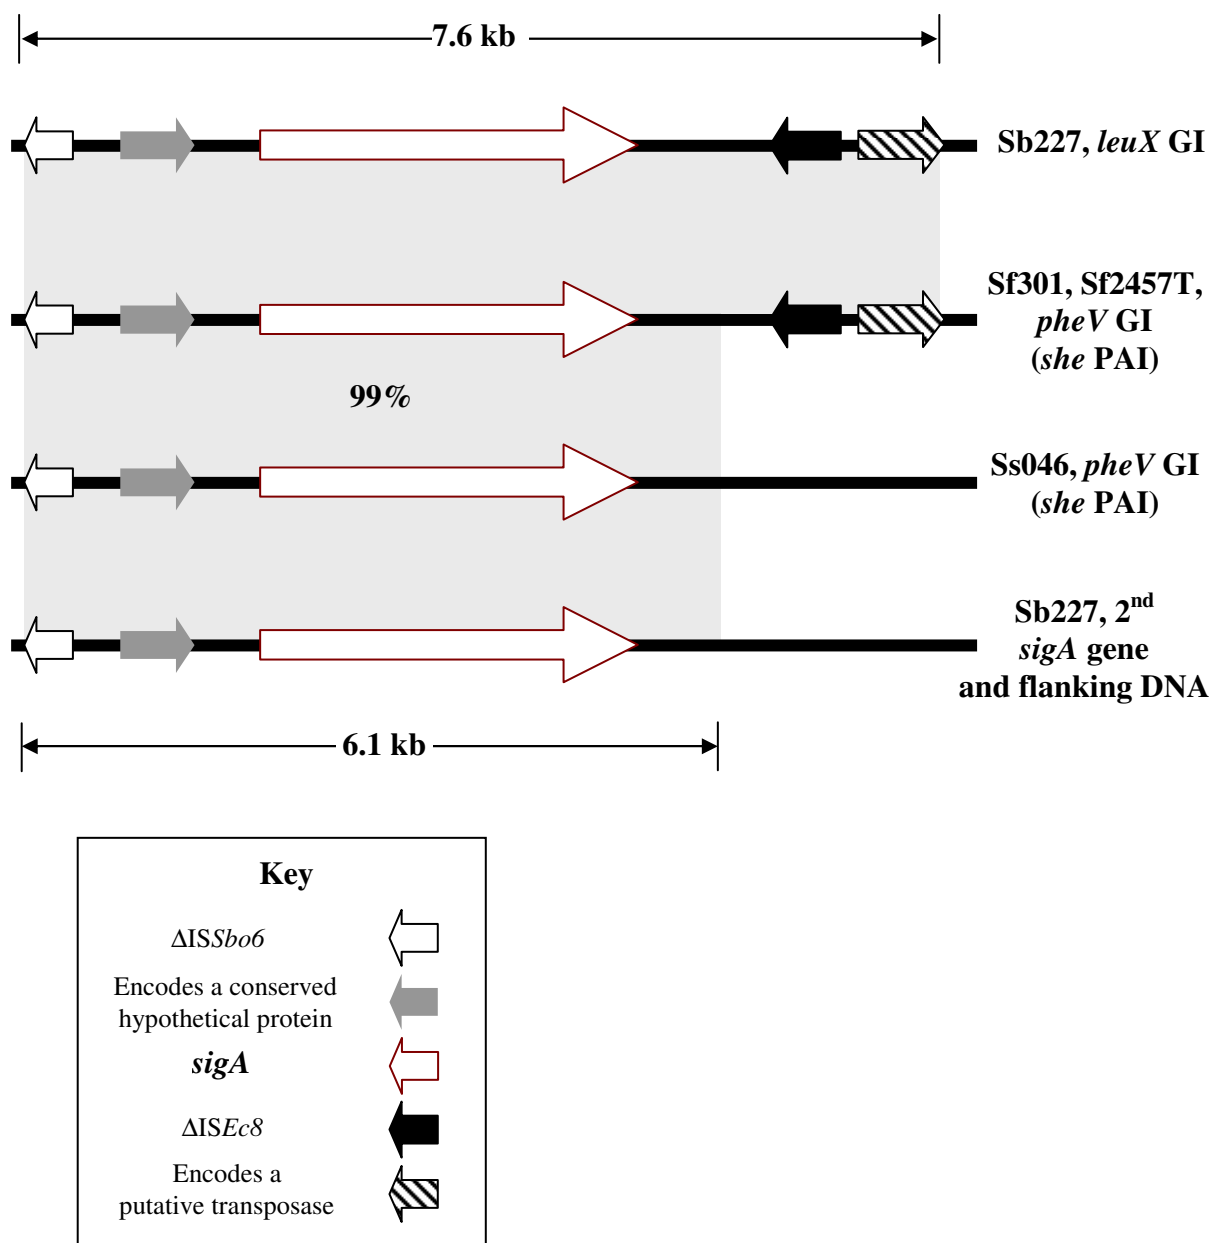 7.6 kb
Sb227, leuX GI
Sf301, Sf2457T,
pheV GI
(she PAI)
99%
Ss046, pheV GI
(she PAI)
Sb227, 2nd
sigA gene
and flanking DNA
6.1 kb
Key
ΔISSbo6
Encodes a conserved
hypothetical protein
sigA
ΔISEc8
Encodes a
putative transposase